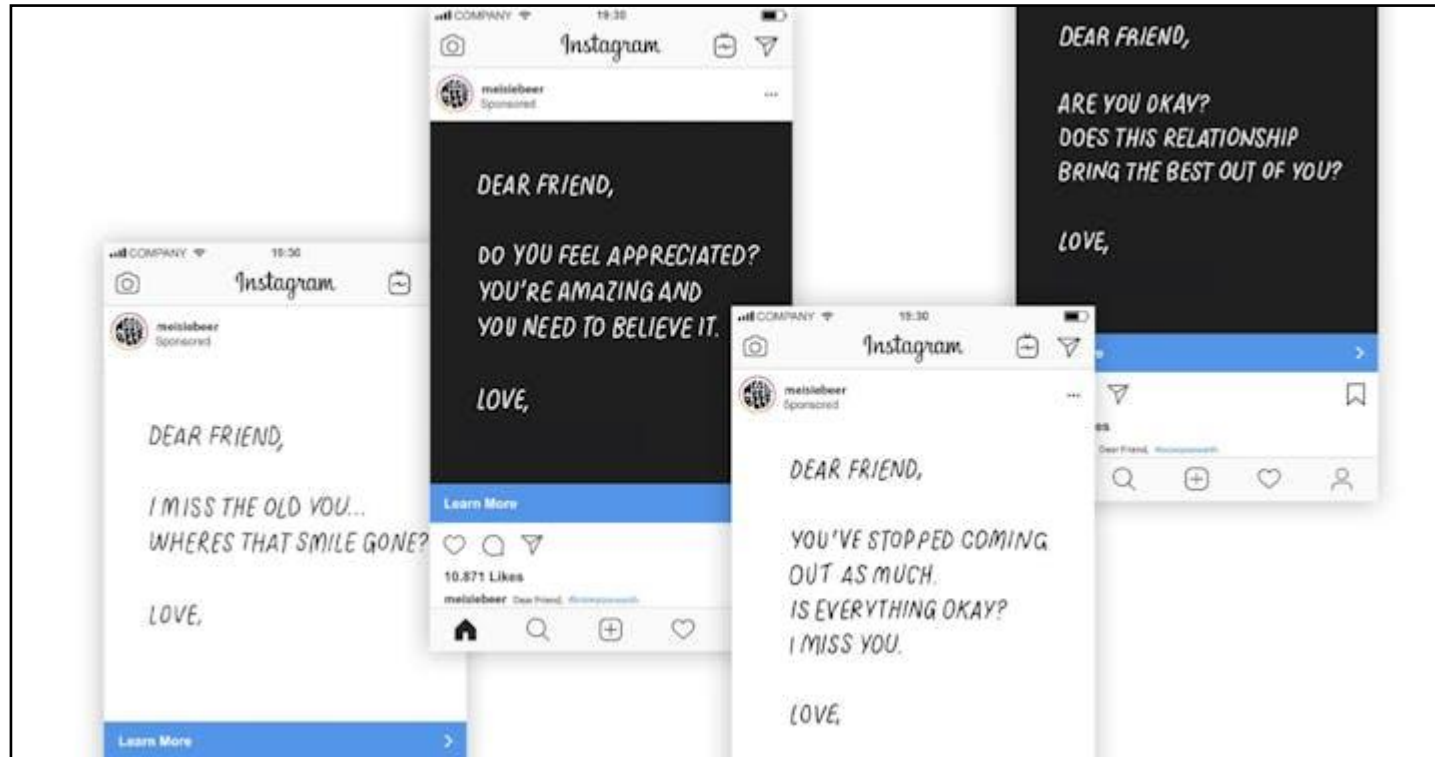 COMPANY 19:30
Instagram
meisiebeer
Sponsored
DEAR FRIEND,
I MISS THE OLD YOU...
WHERES THAT SMILE GONE?
LOVE,
Learn More
COMPANY 19:30
Instagram
meisiebeer
Sponsored
DEAR FRIEND,
DO YOU FEEL APPRECIATED?
YOU'RE AMAZING AND
YOU NEED TO BELIEVE IT.
LOVE,
Learn More
10.871 Likes
meisiebeer Dear Friend,
COMPANY 19:30
Instagram
meisiebeer
Sponsored
DEAR FRIEND,
YOU'VE STOPPED COMING
OUT AS MUCH.
IS EVERYTHING OKAY?
I MISS YOU.
LOVE,
DEAR FRIEND,
ARE YOU OKAY?
DOES THIS RELATIONSHIP
BRING THE BEST OUT OF YOU?
LOVE,
Dear Friend,